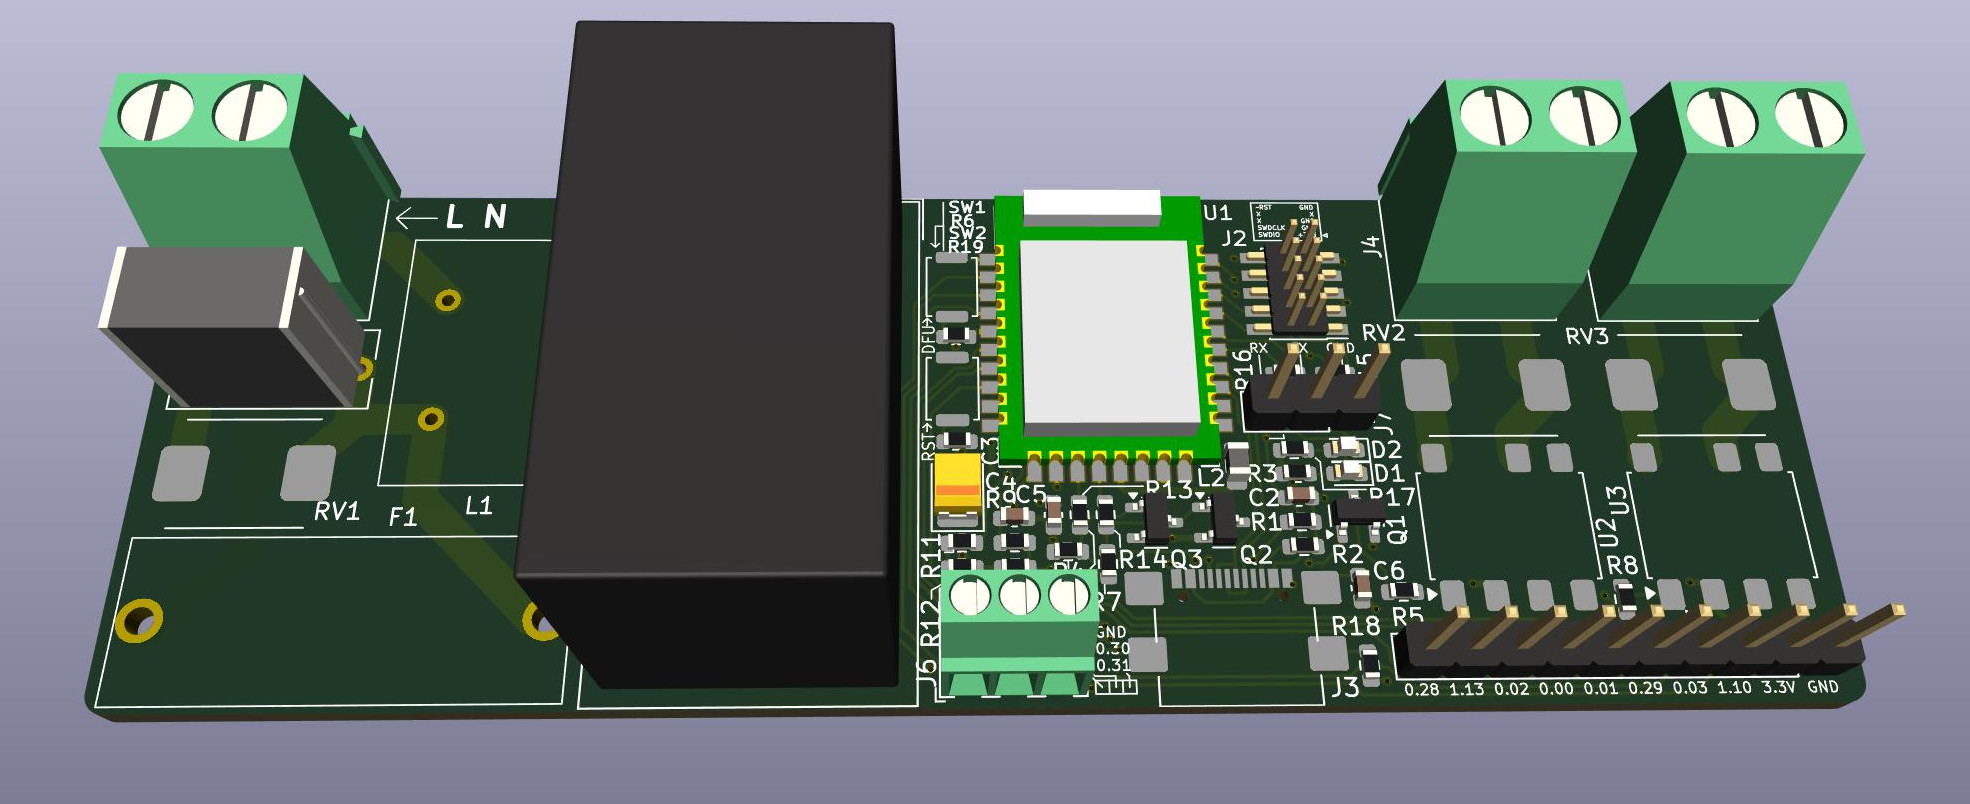 ← L N
SW1
R6
SW2
R19
U1
J2
-RST GND
X
X
X GND
SWDCLK
SWDIO
J4
RV2
RV3
DFU→
RX
GND
R16
RST→
C3
D2
D1
RV1
F1
L1
C4
R9
C5
R13
L2
R3
C2
R1
R17
Q1
U2
U3
R11
R14
Q3
Q2
R2
C6
R8
R12
R7
R5
R18
GND
0.30
0.31
J6
J3
0.28 1.13 0.02 0.00 0.01 0.29 0.03 1.10 3.3V GND